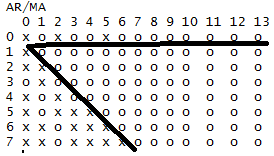 AR/MA
0 1 2 3 4 5 6 7 8 9 10 11 12 13
0 x o x o o x o o o o o o o o
1 x o o o o o o o o o o o o o
2 x x o o o o o o o o o o o o
3 x x x o o o o o o o o o o o
4 x x x o o o o o o o o o o o
5 x x x x o o o o o o o o o o
6 x x x x x x o o o o o o o o
7 x x x x x x o o o o o o o o